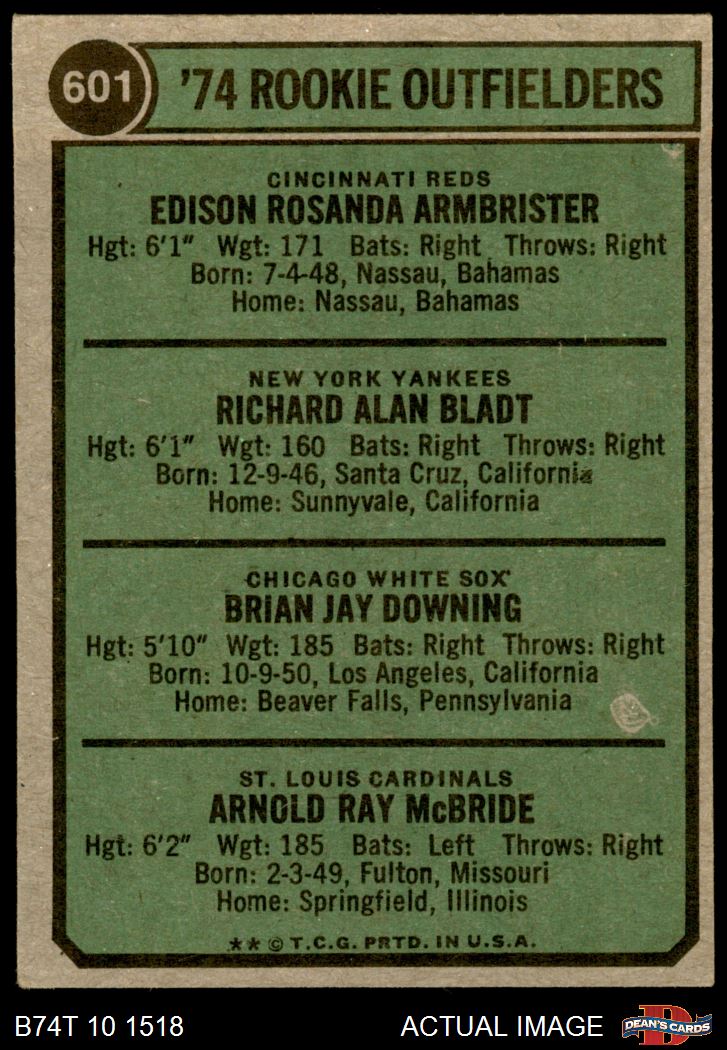 601
'74 ROOKIE OUTFIELDERS
CINCINNATI REDS
EDISON ROSANDA ARMBRISTER
Hgt: 6'1" Wgt: 171 Bats: Right Throws: Right
Born: 7-4-48, Nassau, Bahamas
Home: Nassau, Bahamas
NEW YORK YANKEES
RICHARD ALAN BLADT
Hgt: 6'1" Wgt: 160 Bats: Right Throws: Right
Born: 12-9-46, Santa Cruz, California
Home: Sunnyvale, California
CHICAGO WHITE SOX
BRIAN JAY DOWNING
Hgt: 5'10" Wgt: 185 Bats: Right Throws: Right
Born: 10-9-50, Los Angeles, California
Home: Beaver Falls, Pennsylvania
ST. LOUIS CARDINALS
ARNOLD RAY McBRIDE
Hgt: 6'2" Wgt: 185 Bats: Left Throws: Right
Born: 2-3-49, Fulton, Missouri
Home: Springfield, Illinois
** © T.C.G. PRTD. IN U.S.A.
B74T 10 1518
ACTUAL IMAGE
D
DEAN'S CARDS